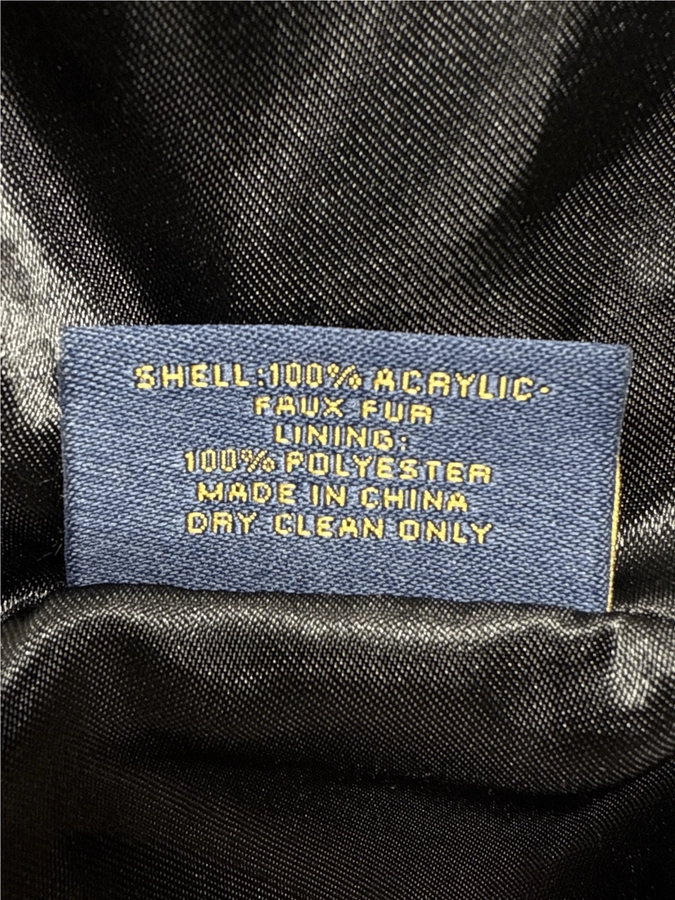 SHELL:100% ACRYLIC-
FAUX FUR
LINING:
100% POLYESTER
MADE IN CHINA
DRY CLEAN ONLY